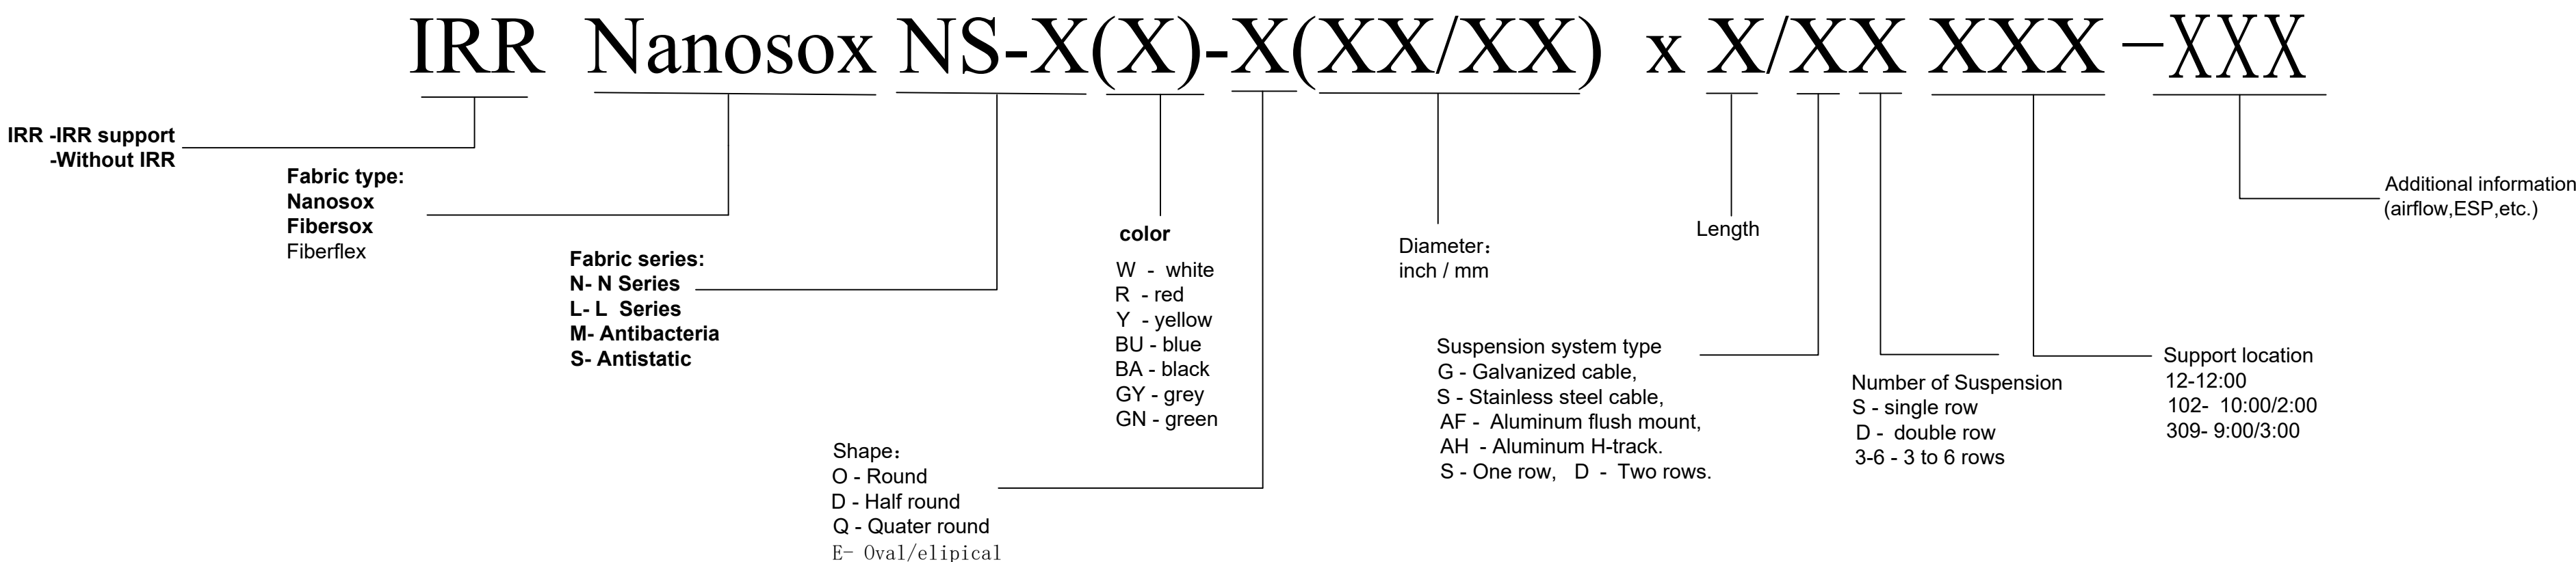 IRR Nanosox NS-X(X)-X(XX/XX) x X/XX XXX -XXX
IRR -IRR support
-Without IRR
Fabric type:
Nanosox
Fibersox
Fiberflex
Fabric series:
N- N Series
L- L Series
M- Antibacteria
S- Antistatic
color
W - white
R - red
Y - yellow
BU - blue
BA - black
GY - grey
GN - green
Shape：
O - Round
D - Half round
Q - Quater round
E- Oval/elipical
Diameter：
inch / mm
Length
Suspension system type
G - Galvanized cable,
S - Stainless steel cable,
AF - Aluminum flush mount,
AH - Aluminum H-track.
S - One row, D - Two rows.
Number of Suspension
S - single row
D - double row
3-6 - 3 to 6 rows
Support location
12-12:00
102- 10:00/2:00
309- 9:00/3:00
Additional information
(airflow,ESP,etc.)